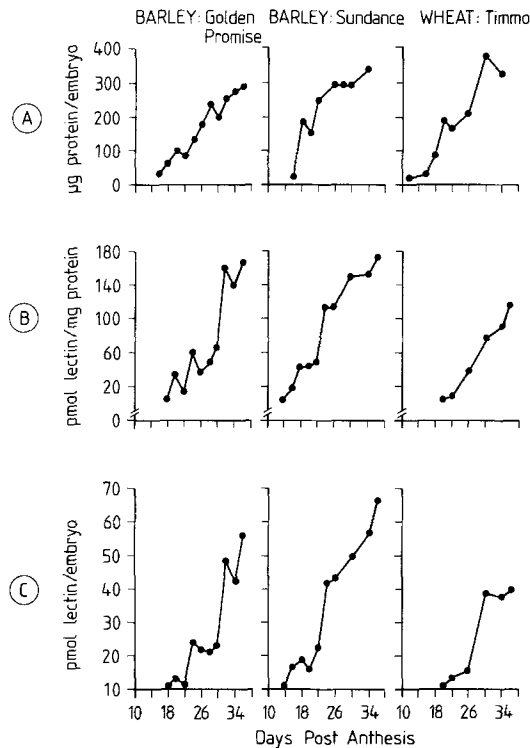 BARLEY: Golden Promise
BARLEY: Sundance
WHEAT: Timmo
A
µg protein/embryo
400
300
200
100
0
B
pmol lectin/mg protein
180
140
100
60
20
0
C
pmol lectin/embryo
70
60
50
40
30
20
10
10 18 26 34
10 18 26 34
10 18 26 34
Days Post Anthesis